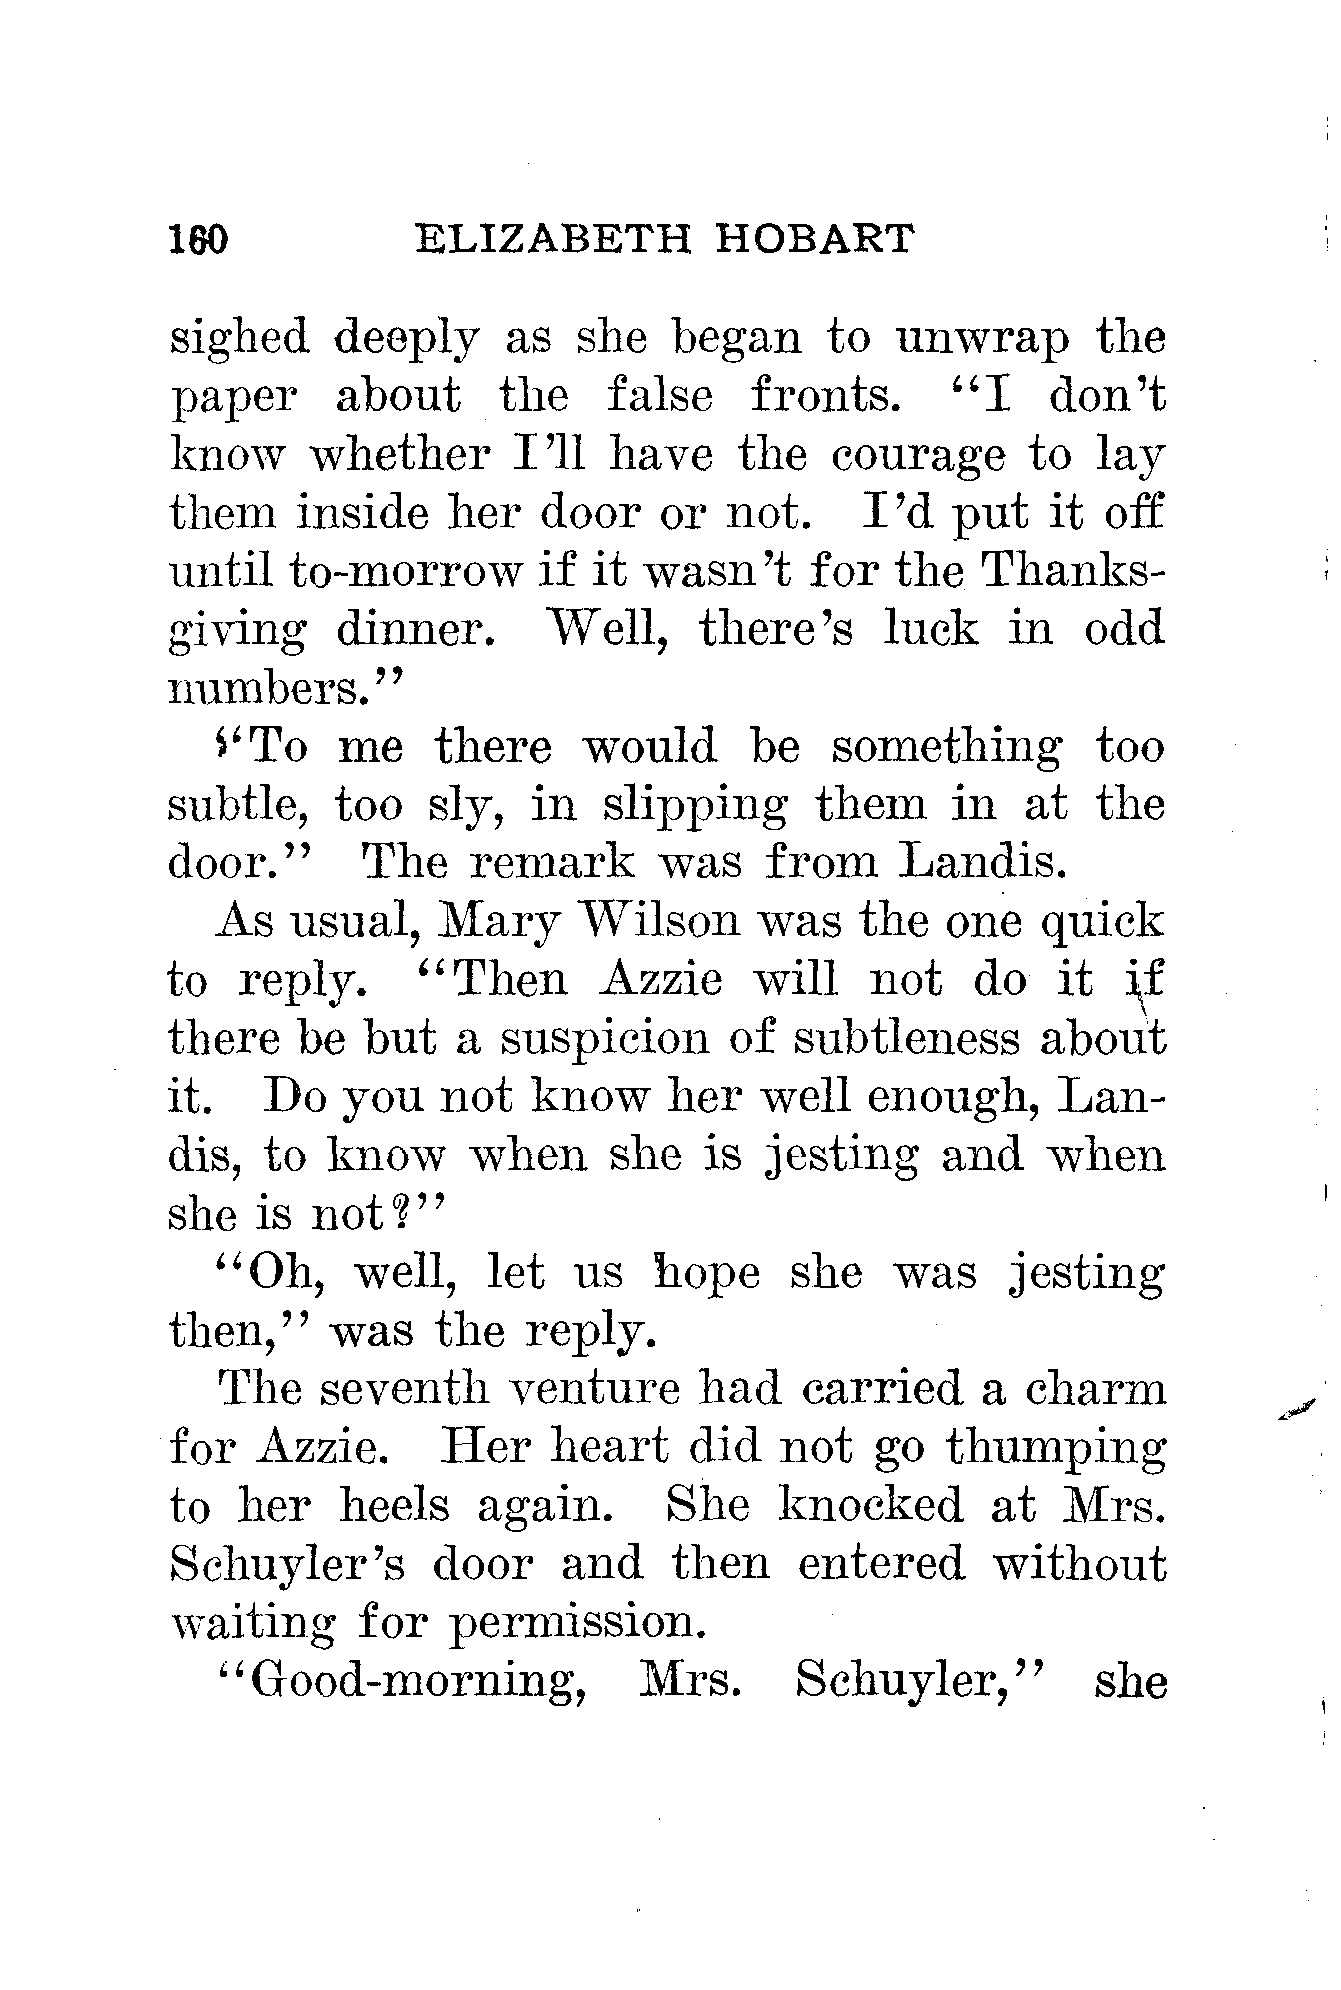 160 ELIZABETH HOBART
sighed deeply as she began to unwrap the
paper about the false fronts. "I don't
know whether I'll have the courage to lay
them inside her door or not. I'd put it off
until to-morrow if it wasn't for the Thanks-
giving dinner. Well, there's luck in odd
numbers."
"To me there would be something too
subtle, too sly, in slipping them in at the
door." The remark was from Landis.
As usual, Mary Wilson was the one quick
to reply. "Then Azzie will not do it if
there be but a suspicion of subtleness about
it. Do you not know her well enough, Lan-
dis, to know when she is jesting and when
she is not?"
"Oh, well, let us hope she was jesting
then," was the reply.
The seventh venture had carried a charm
for Azzie. Her heart did not go thumping
to her heels again. She knocked at Mrs.
Schuyler's door and then entered without
waiting for permission.
"Good-morning, Mrs. Schuyler," she